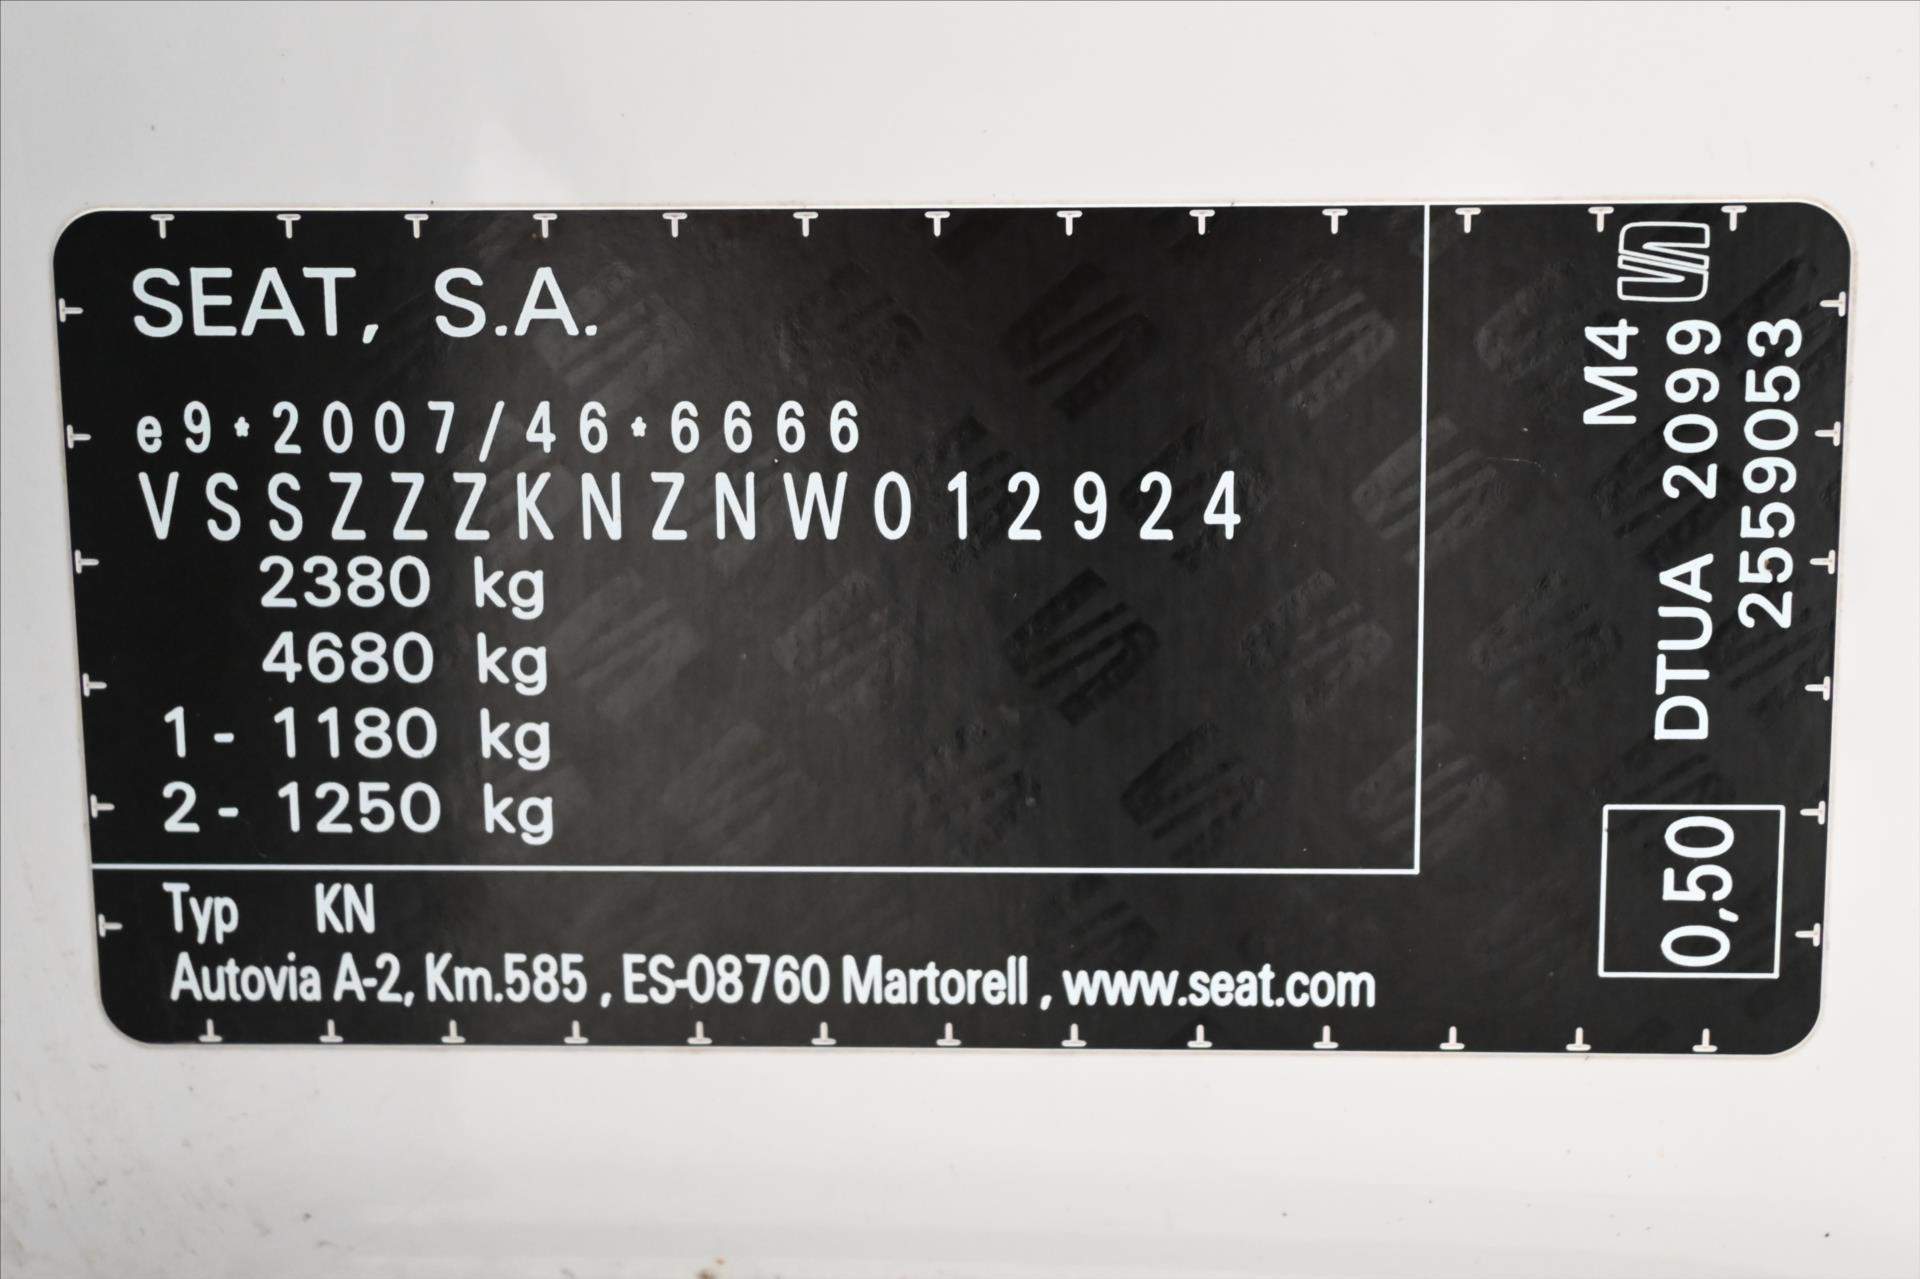 SEAT, S.A.
e9*2007/46*6666
VSSZZZKNZNW012924
2380 kg
4680 kg
1 - 1180 kg
2 - 1250 kg
Typ KN
Autovia A-2, Km.585 , ES-08760 Martorell , www.seat.com
M4
DTUA 2099
2559053
0,50